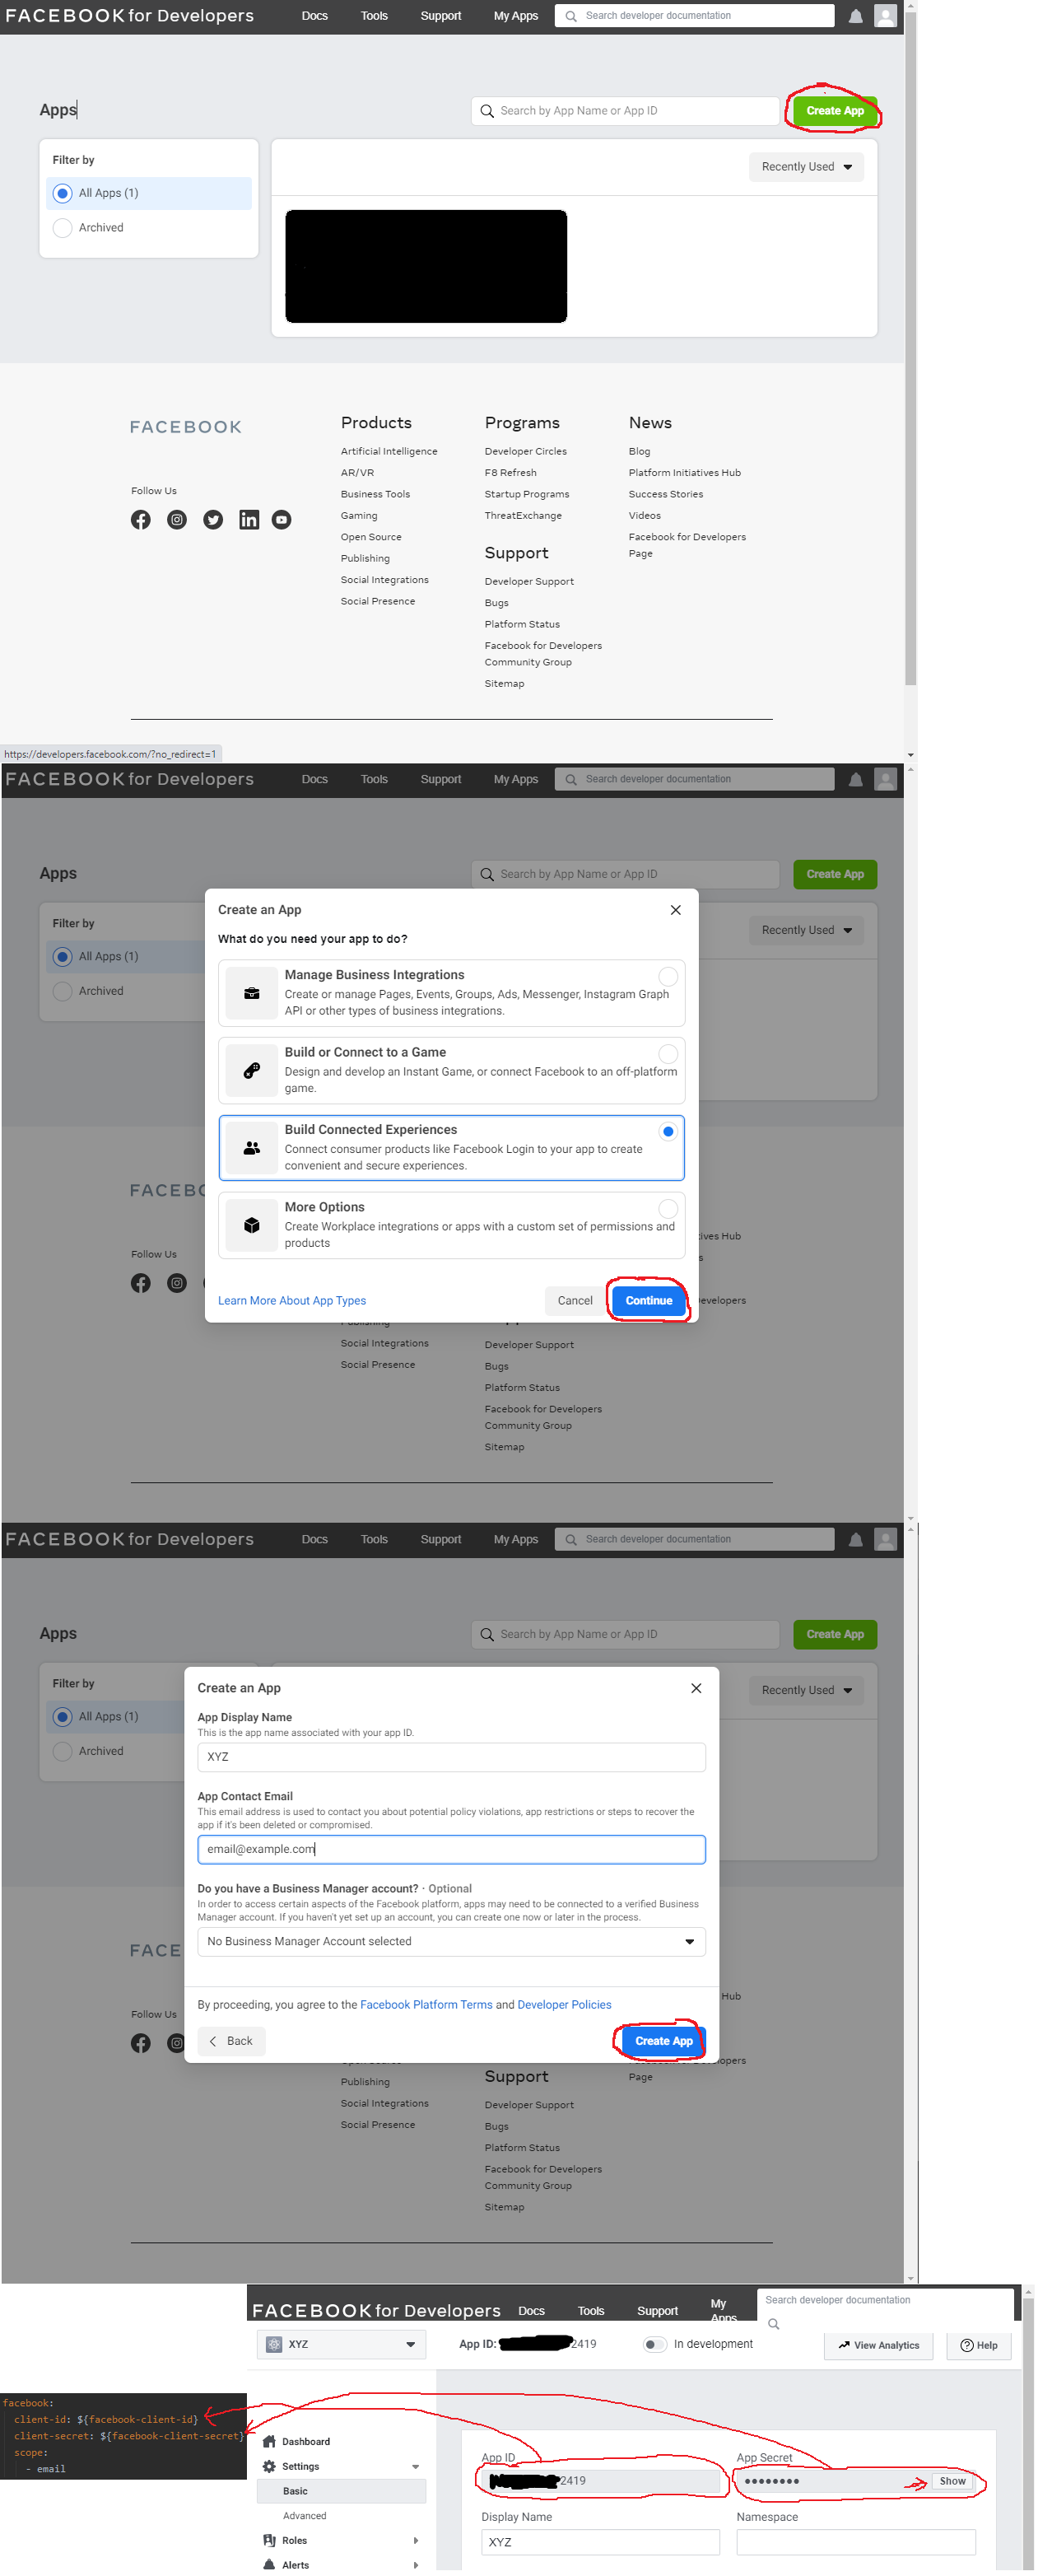 FACEBOOK for Developers
Docs Tools Support My Apps Search developer documentation
Apps
Search by App Name or App ID Create App
Filter by
All Apps (1)
Archived
Recently Used
FACEBOOK
Follow Us
Products
Artificial Intelligence
AR/VR
Business Tools
Gaming
Open Source
Publishing
Social Integrations
Social Presence
Programs
Developer Circles
F8 Refresh
Startup Programs
ThreatExchange
Support
Developer Support
Bugs
Platform Status
Facebook for Developers
Community Group
Sitemap
News
Blog
Platform Initiatives Hub
Success Stories
Videos
Facebook for Developers
Page
https://developers.facebook.com/?no_redirect=1
FACEBOOK for Developers
Docs Tools Support My Apps Search developer documentation
Apps
Search by App Name or App ID Create App
Filter by
All Apps (1)
Archived
Recently Used
Create an App
What do you need your app to do?
Manage Business Integrations
Create or manage Pages, Events, Groups, Ads, Messenger, Instagram Graph
API or other types of business integrations.
Build or Connect to a Game
Design and develop an Instant Game, or connect Facebook to an off-platform
game.
Build Connected Experiences
Connect consumer products like Facebook Login to your app to create
convenient and secure experiences.
More Options
Create Workplace integrations or apps with a custom set of permissions and
products
Learn More About App Types
Cancel Continue
Follow Us
Social Integrations
Social Presence
Developer Support
Bugs
Platform Status
Facebook for Developers
Community Group
Sitemap
FACEBOOK for Developers
Docs Tools Support My Apps Search developer documentation
Apps
Search by App Name or App ID Create App
Filter by
All Apps (1)
Archived
Recently Used
Create an App
App Display Name
This is the app name associated with your app ID.
XYZ
App Contact Email
This email address is used to contact you about potential policy violations, app restrictions or steps to recover the
app if it's been deleted or compromised.
email@example.com
Do you have a Business Manager account? · Optional
In order to access certain aspects of the Facebook platform, apps may need to be connected to a verified Business
Manager account. If you haven't yet set up an account, you can create one now or later in the process.
No Business Manager Account selected
By proceeding, you agree to the Facebook Platform Terms and Developer Policies
Back
Create App
Follow Us
Publishing
Social Integrations
Social Presence
Support
Developer Support
Bugs
Platform Status
Facebook for Developers
Community Group
Sitemap
Page
FACEBOOK for Developers
Docs Tools Support My Apps
Search developer documentation
XYZ
App ID: 2419
In development
View Analytics
Help
facebook:
client-id: ${facebook-client-id}
client-secret: ${facebook-client-secret}
scope:
- email
Dashboard
Settings
Basic
Advanced
Roles
Alerts
App ID
2419
App Secret
●●●●●●●●
Show
Display Name
XYZ
Namespace